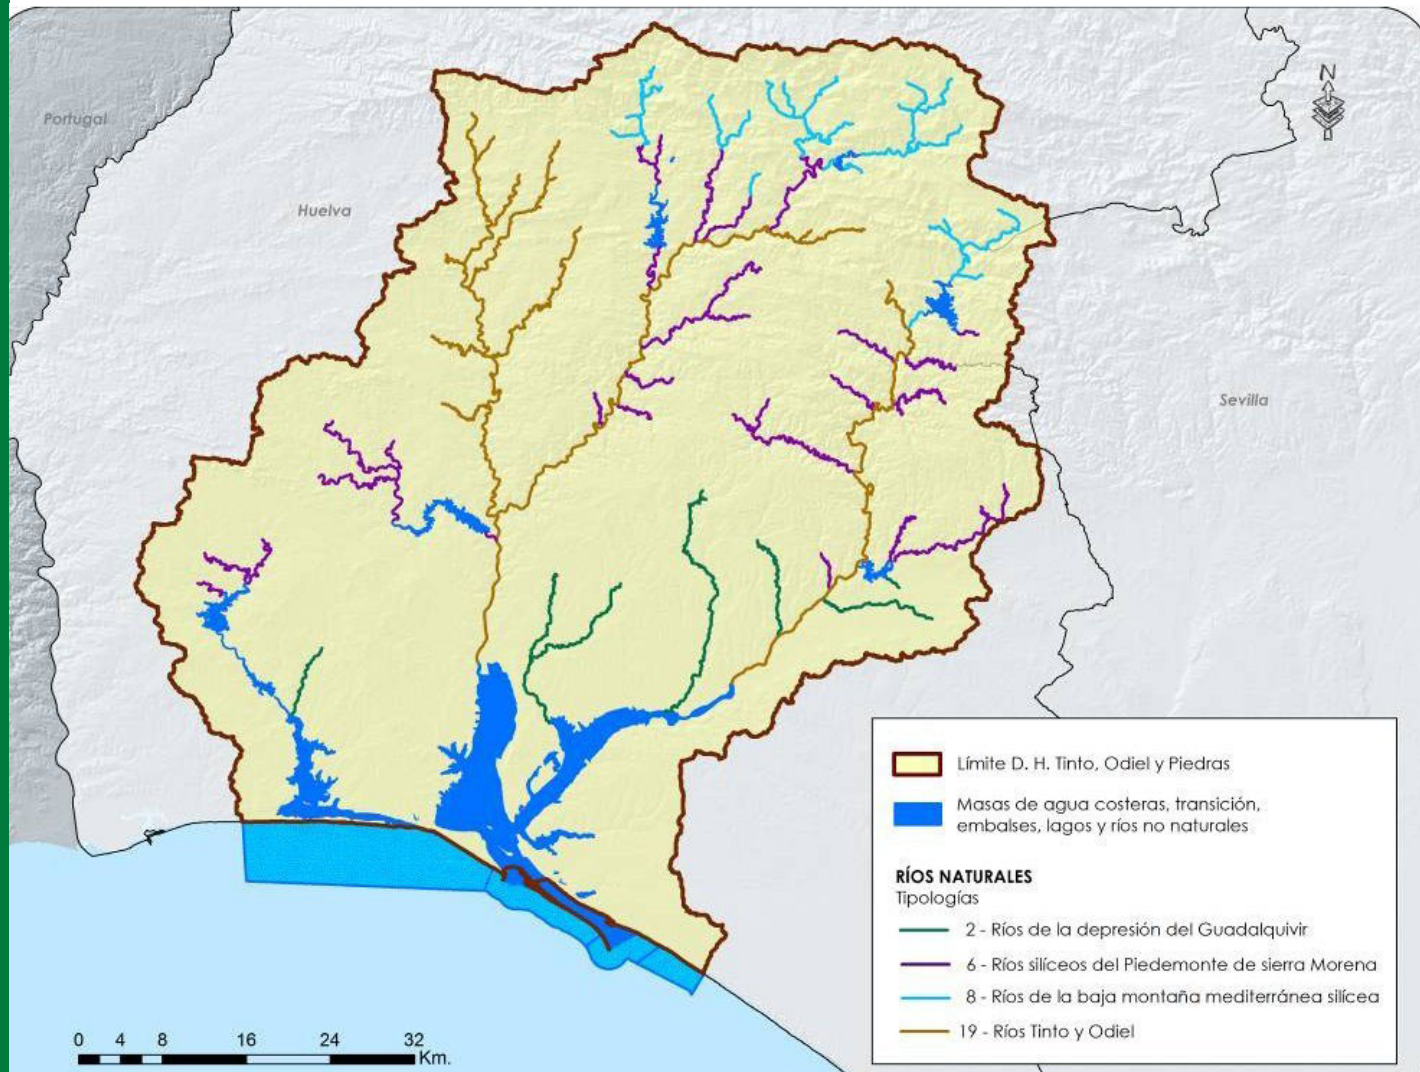 Portugal
Huelva
N
Sevilla
Límite D. H. Tinto, Odiel y Piedras
Masas de agua costeras, transición,
embalses, lagos y ríos no naturales
RÍOS NATURALES
Tipologías
2 - Ríos de la depresión del Guadalquivir
6 - Ríos silíceos del Piedemonte de sierra Morena
8 - Ríos de la baja montaña mediterránea silícea
19 - Ríos Tinto y Odiel
0 4 8 16 24 32
Km.